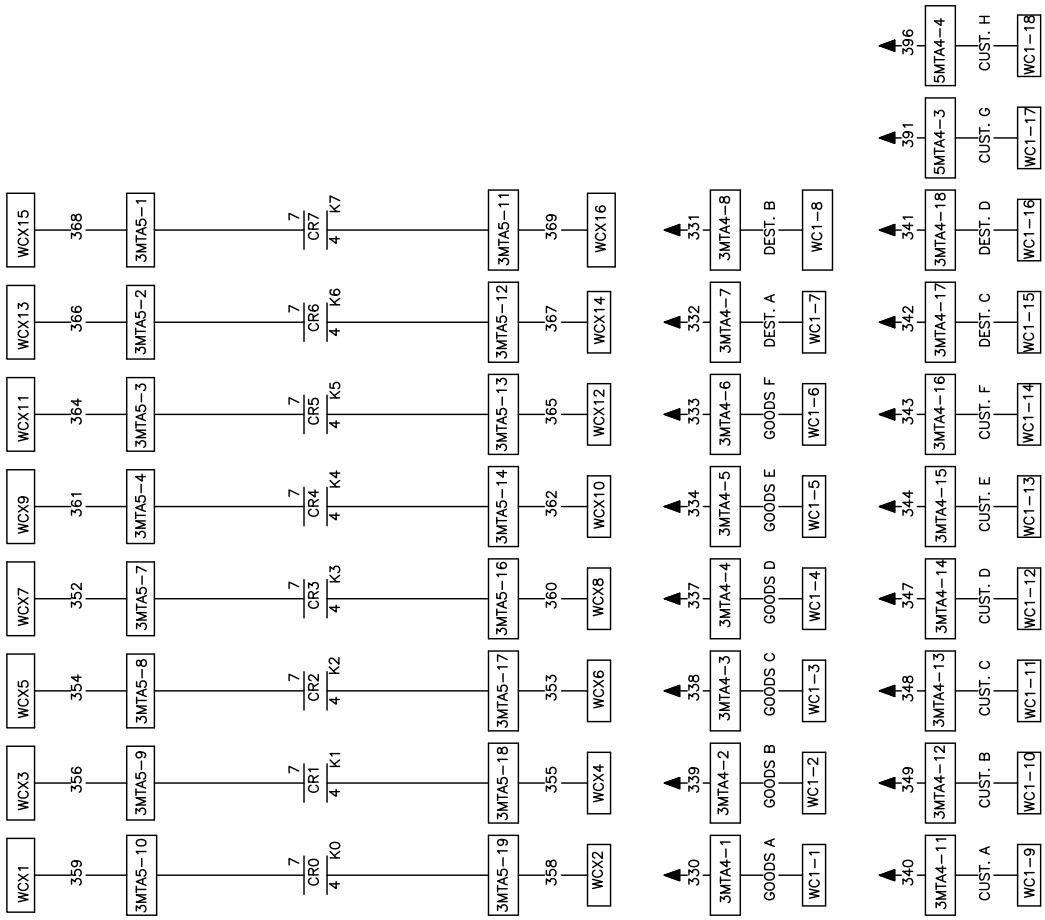 5MTA4-4
396
CUST. H
WC1-18
5MTA4-3
391
CUST. G
WC1-17
WCX15
368
3MTA5-1
7
CR7
4
K7
3MTA5-11
369
WCX16
331
3MTA4-8
DEST. B
WC1-8
341
3MTA4-18
DEST. D
WC1-16
WCX13
366
3MTA5-2
7
CR6
4
K6
3MTA5-12
367
WCX14
332
3MTA4-7
DEST. A
WC1-7
342
3MTA4-17
DEST. C
WC1-15
WCX11
364
3MTA5-3
7
CR5
4
K5
3MTA5-13
365
WCX12
333
3MTA4-6
GOODS F
WC1-6
343
3MTA4-16
CUST. F
WC1-14
WCX9
361
3MTA5-4
7
CR4
4
K4
3MTA5-14
362
WCX10
334
3MTA4-5
GOODS E
WC1-5
344
3MTA4-15
CUST. E
WC1-13
WCX7
352
3MTA5-7
7
CR3
4
K3
3MTA5-16
360
WCX8
337
3MTA4-4
GOODS D
WC1-4
347
3MTA4-14
CUST. D
WC1-12
WCX5
354
3MTA5-8
7
CR2
4
K2
3MTA5-17
353
WCX6
338
3MTA4-3
GOODS C
WC1-3
348
3MTA4-13
CUST. C
WC1-11
WCX3
356
3MTA5-9
7
CR1
4
K1
3MTA5-18
355
WCX4
339
3MTA4-2
GOODS B
WC1-2
349
3MTA4-12
CUST. B
WC1-10
WCX1
359
3MTA5-10
7
CR0
4
K0
3MTA5-19
358
WCX2
330
3MTA4-1
GOODS A
WC1-1
340
3MTA4-11
CUST. A
WC1-9